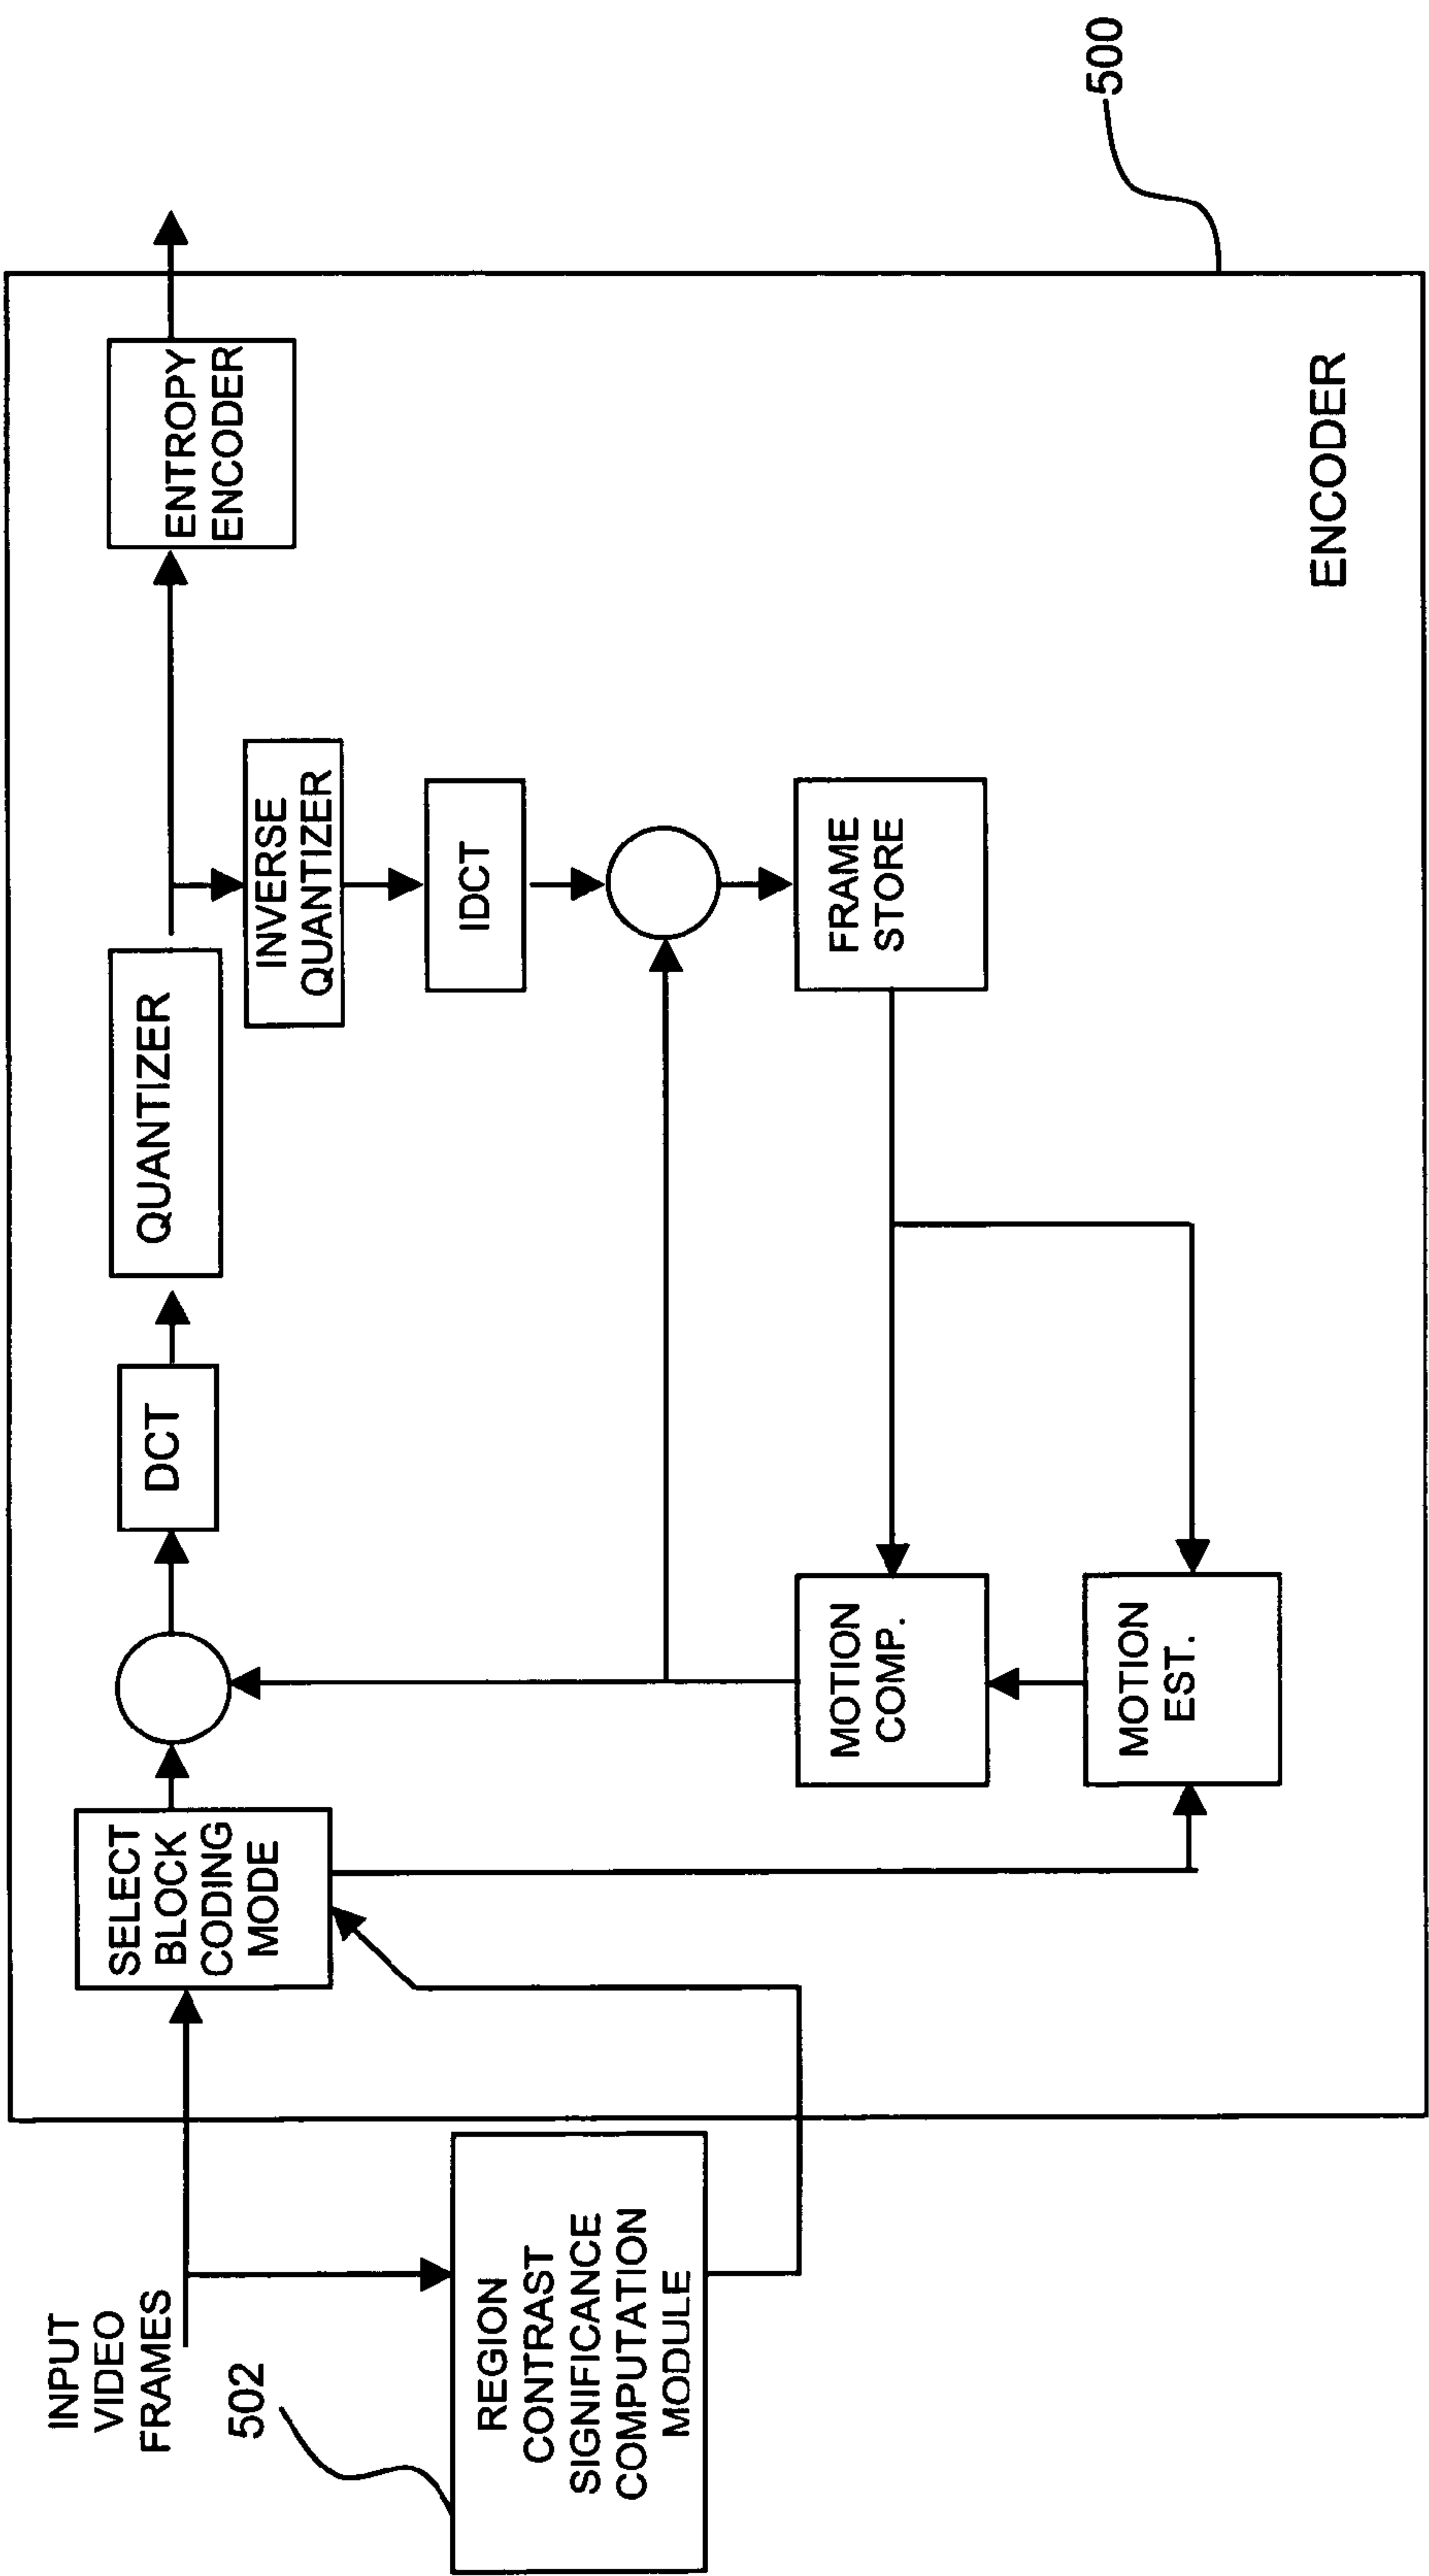 INPUT
VIDEO
FRAMES
502
REGION
CONTRAST
SIGNIFICANCE
COMPUTATION
MODULE
SELECT
BLOCK
CODING
MODE
DCT
QUANTIZER
ENTROPY
ENCODER
INVERSE
QUANTIZER
IDCT
FRAME
STORE
MOTION
COMP.
MOTION
EST.
ENCODER
500